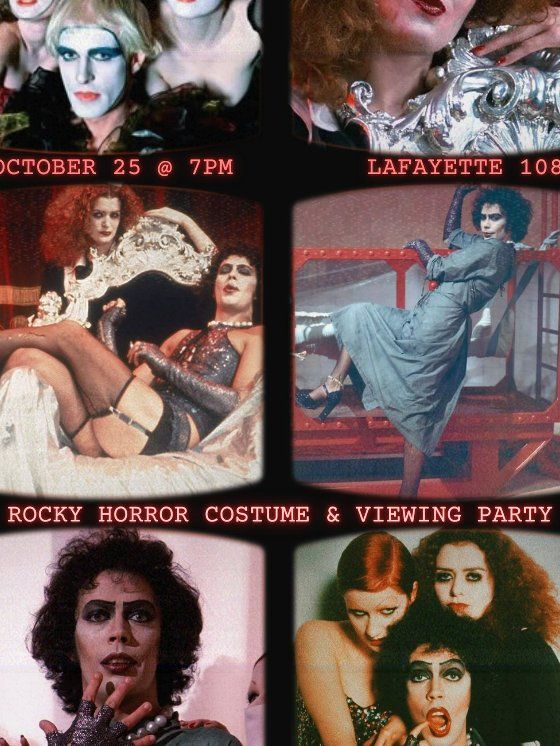 OCTOBER 25 @ 7PM
LAFAYETTE 108
ROCKY HORROR COSTUME & VIEWING PARTY